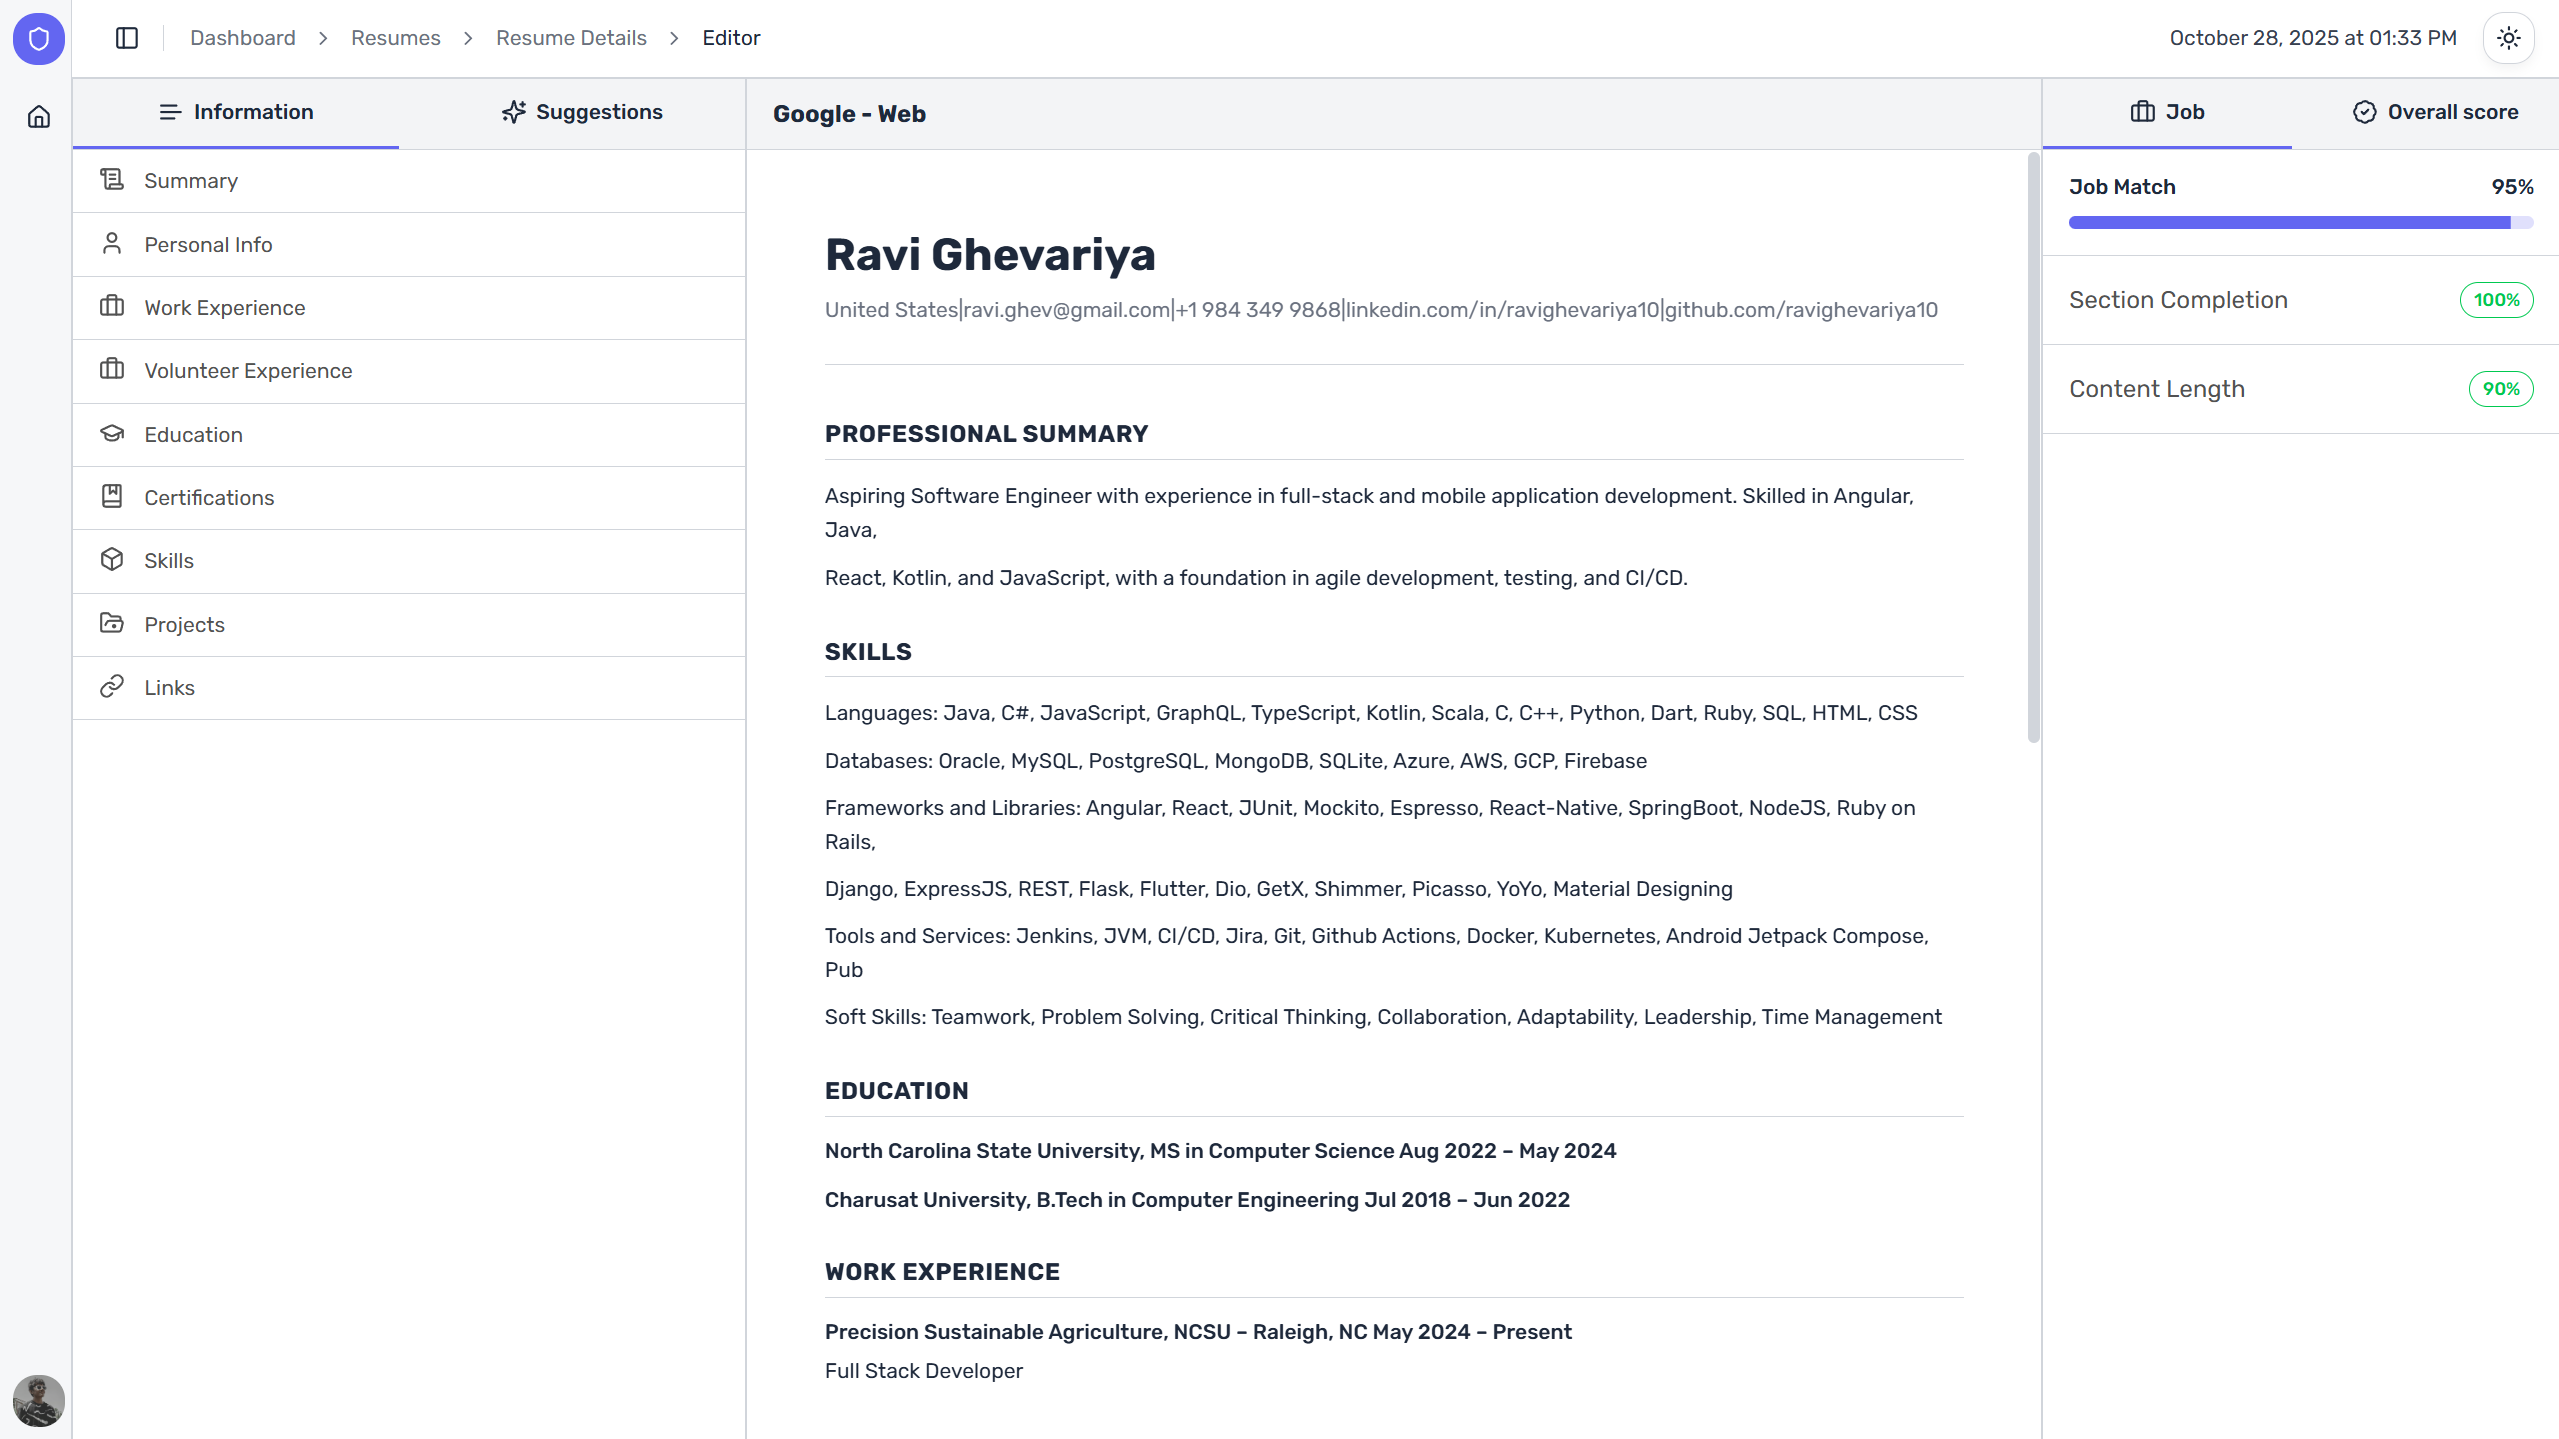 Dashboard > Resumes > Resume Details > Editor
October 28, 2025 at 01:33 PM
Information
Suggestions
Summary
Personal Info
Work Experience
Volunteer Experience
Education
Certifications
Skills
Projects
Links
Google - Web
Ravi Ghevariya
United States|ravi.ghev@gmail.com|+1 984 349 9868|linkedin.com/in/ravighevariya10|github.com/ravighevariya10
PROFESSIONAL SUMMARY
Aspiring Software Engineer with experience in full-stack and mobile application development. Skilled in Angular,
Java,
React, Kotlin, and JavaScript, with a foundation in agile development, testing, and CI/CD.
SKILLS
Languages: Java, C#, JavaScript, GraphQL, TypeScript, Kotlin, Scala, C, C++, Python, Dart, Ruby, SQL, HTML, CSS
Databases: Oracle, MySQL, PostgreSQL, MongoDB, SQLite, Azure, AWS, GCP, Firebase
Frameworks and Libraries: Angular, React, JUnit, Mockito, Espresso, React-Native, SpringBoot, NodeJS, Ruby on
Rails,
Django, ExpressJS, REST, Flask, Flutter, Dio, GetX, Shimmer, Picasso, YoYo, Material Designing
Tools and Services: Jenkins, JVM, CI/CD, Jira, Git, Github Actions, Docker, Kubernetes, Android Jetpack Compose,
Pub
Soft Skills: Teamwork, Problem Solving, Critical Thinking, Collaboration, Adaptability, Leadership, Time Management
EDUCATION
North Carolina State University, MS in Computer Science Aug 2022 – May 2024
Charusat University, B.Tech in Computer Engineering Jul 2018 – Jun 2022
WORK EXPERIENCE
Precision Sustainable Agriculture, NCSU – Raleigh, NC May 2024 – Present
Full Stack Developer
Job
Overall score
Job Match 95%
Section Completion 100%
Content Length 90%